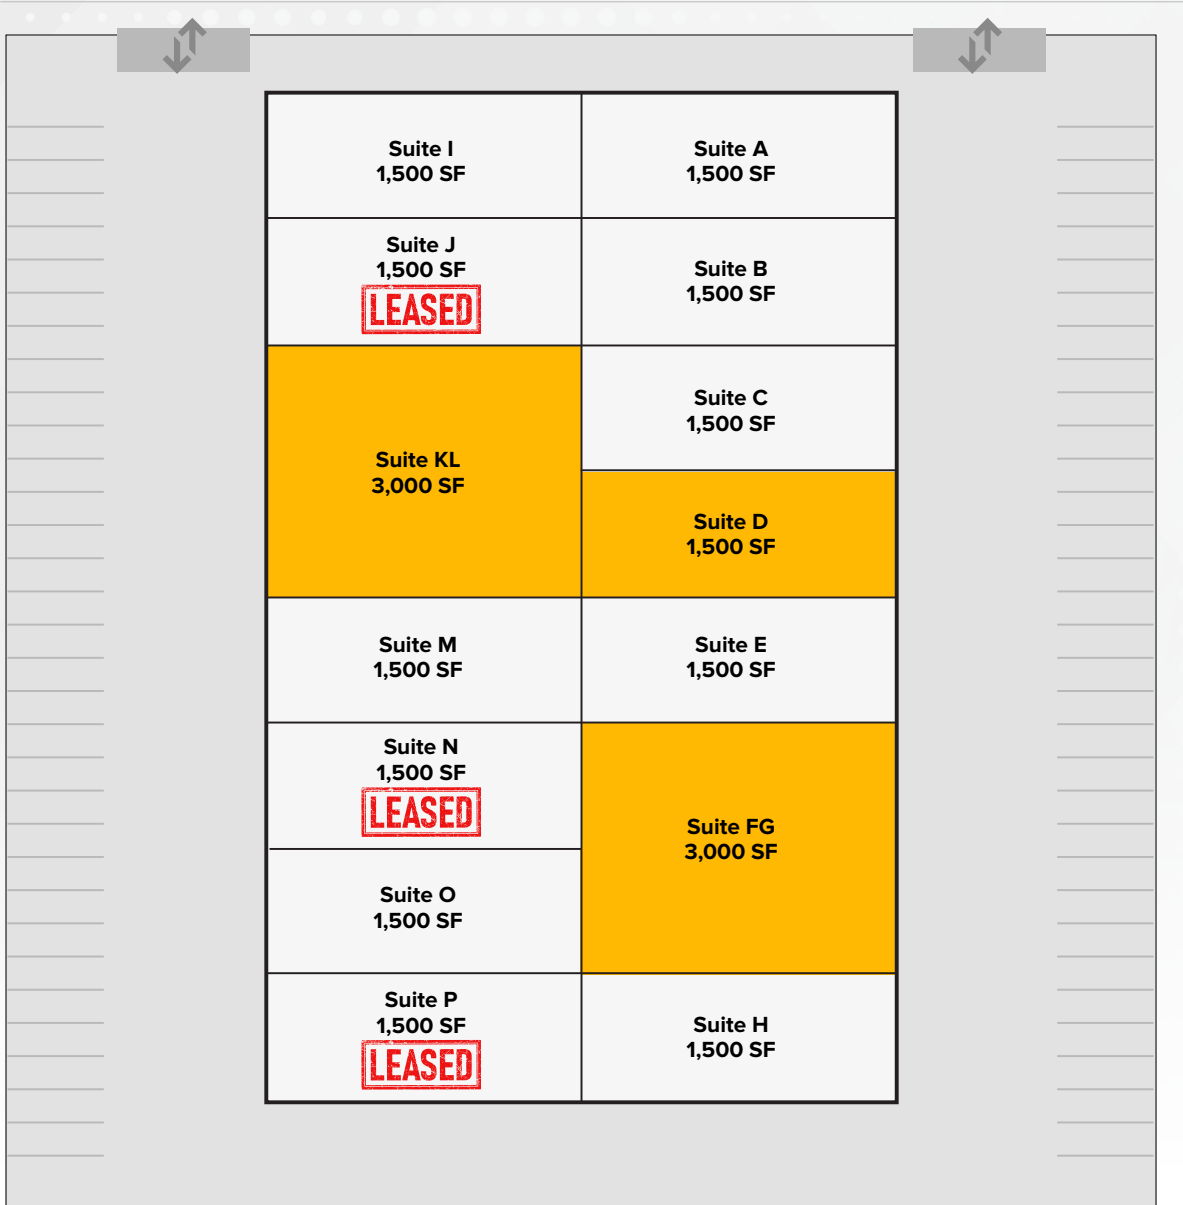 Suite I
1,500 SF
Suite A
1,500 SF
Suite J
1,500 SF
LEASED
Suite B
1,500 SF
Suite KL
3,000 SF
Suite C
1,500 SF
Suite D
1,500 SF
Suite M
1,500 SF
Suite E
1,500 SF
Suite N
1,500 SF
LEASED
Suite FG
3,000 SF
Suite O
1,500 SF
Suite P
1,500 SF
LEASED
Suite H
1,500 SF